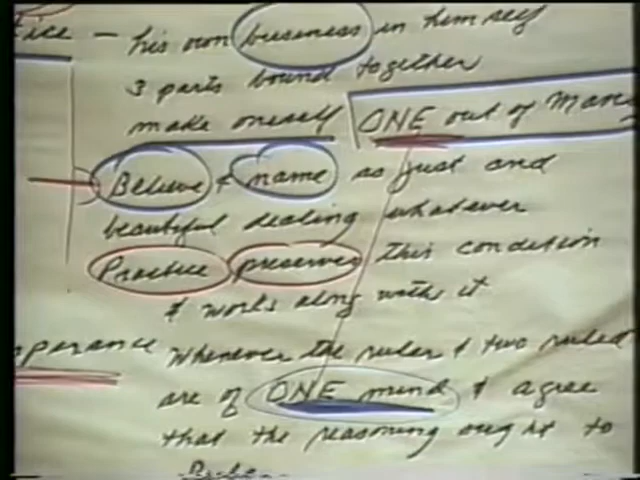 his own business in himself
3 parts bound together
make oneself ONE out of Many
Believe & name as just and
beautiful dealing whatever
Practice preserves this condition
& works along with it
Whenever the ruler & two ruled
are of ONE mind & agree
that the reasoning ought to